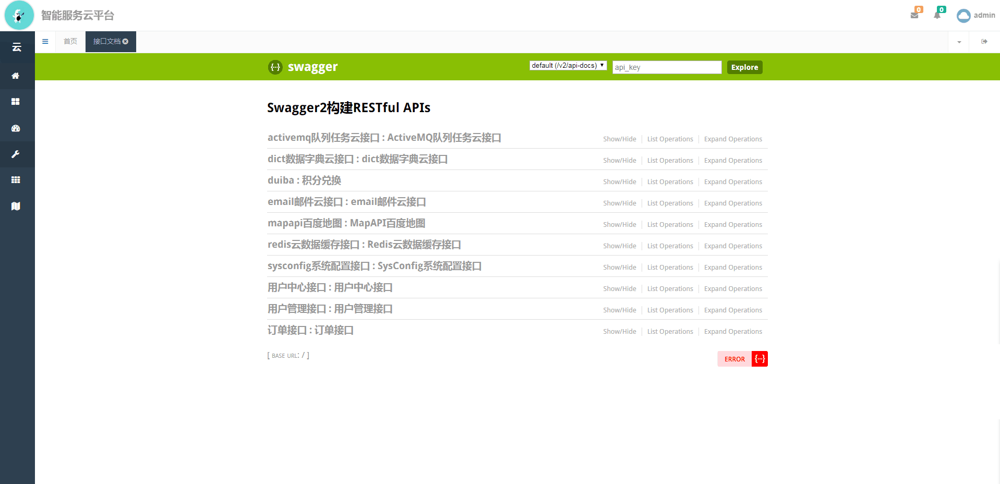 智能服务云平台
0
0
admin
云
首页
接口文档
swagger
default (/v2/api-docs)
api_key
Explore
Swagger2构建RESTful APIs
activemq队列任务云接口 : ActiveMQ队列任务云接口
Show/Hide
List Operations
Expand Operations
dict数据字典云接口 : dict数据字典云接口
Show/Hide
List Operations
Expand Operations
duiba : 积分兑换
Show/Hide
List Operations
Expand Operations
email邮件云接口 : email邮件云接口
Show/Hide
List Operations
Expand Operations
mapapi百度地图 : MapAPI百度地图
Show/Hide
List Operations
Expand Operations
redis云数据缓存接口 : Redis云数据缓存接口
Show/Hide
List Operations
Expand Operations
sysconfig系统配置接口 : SysConfig系统配置接口
Show/Hide
List Operations
Expand Operations
用户中心接口 : 用户中心接口
Show/Hide
List Operations
Expand Operations
用户管理接口 : 用户管理接口
Show/Hide
List Operations
Expand Operations
订单接口 : 订单接口
Show/Hide
List Operations
Expand Operations
[ BASE URL: / ]
ERROR {···}